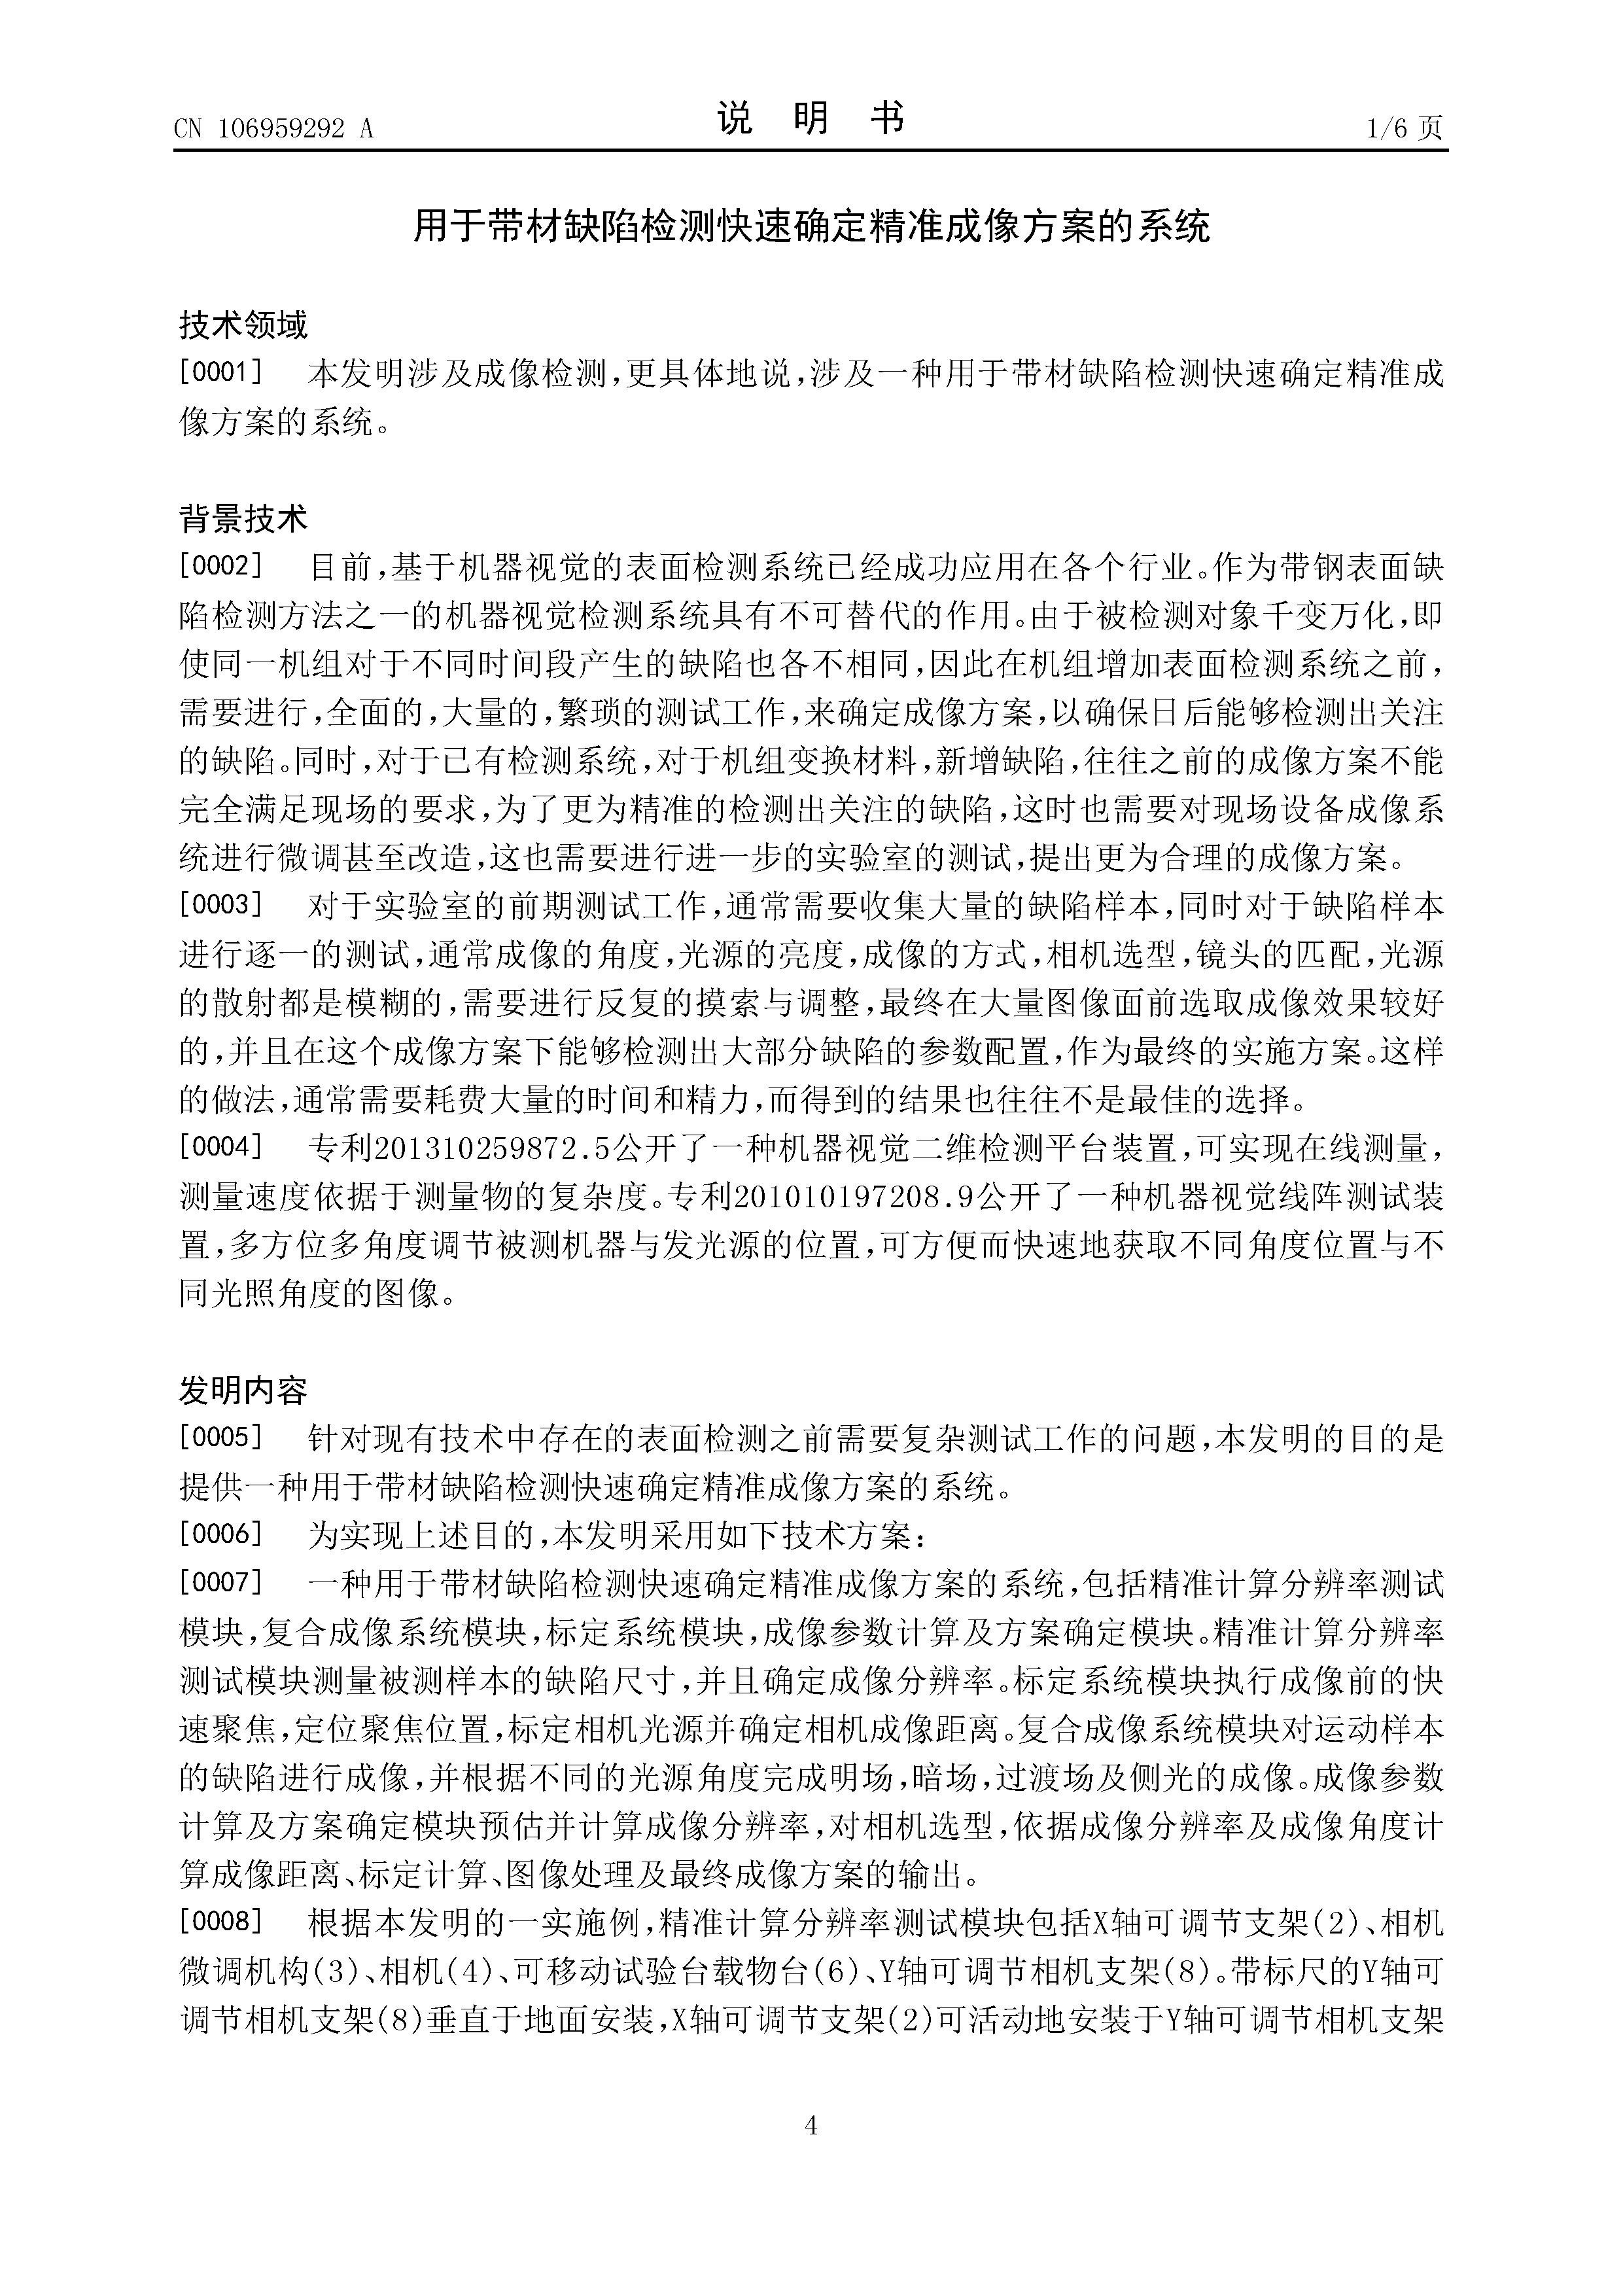 CN 106959292 A
说 明 书
1/6 页
用于带材缺陷检测快速确定精准成像方案的系统
技术领域
[0001] 本发明涉及成像检测,更具体地说,涉及一种用于带材缺陷检测快速确定精准成
像方案的系统。
背景技术
[0002] 目前,基于机器视觉的表面检测系统已经成功应用在各个行业。作为带钢表面缺
陷检测方法之一的机器视觉检测系统具有不可替代的作用。由于被检测对象千变万化,即
使同一机组对于不同时间段产生的缺陷也各不相同,因此在机组增加表面检测系统之前,
需要进行,全面的,大量的,繁琐的测试工作,来确定成像方案,以确保日后能够检测出关注
的缺陷。同时,对于已有检测系统,对于机组变换材料,新增缺陷,往往之前的成像方案不能
完全满足现场的要求,为了更为精准的检测出关注的缺陷,这时也需要对现场设备成像系
统进行微调甚至改造,这也需要进行进一步的实验室的测试,提出更为合理的成像方案。
[0003] 对于实验室的前期测试工作,通常需要收集大量的缺陷样本,同时对于缺陷样本
进行逐一的测试,通常成像的角度,光源的亮度,成像的方式,相机选型,镜头的匹配,光源
的散射都是模糊的,需要进行反复的摸索与调整,最终在大量图像面前选取成像效果较好
的,并且在这个成像方案下能够检测出大部分缺陷的参数配置,作为最终的实施方案。这样
的做法,通常需要耗费大量的时间和精力,而得到的结果也往往不是最佳的选择。
[0004] 专利201310259872.5公开了一种机器视觉二维检测平台装置,可实现在线测量,
测量速度依据于测量物的复杂度。专利201010197208.9公开了一种机器视觉线阵测试装
置,多方位多角度调节被测机器与发光源的位置,可方便而快速地获取不同角度位置与不
同光照角度的图像。
发明内容
[0005] 针对现有技术中存在的表面检测之前需要复杂测试工作的问题,本发明的目的是
提供一种用于带材缺陷检测快速确定精准成像方案的系统。
[0006] 为实现上述目的,本发明采用如下技术方案:
[0007] 一种用于带材缺陷检测快速确定精准成像方案的系统,包括精准计算分辨率测试
模块,复合成像系统模块,标定系统模块,成像参数计算及方案确定模块。精准计算分辨率
测试模块测量被测样本的缺陷尺寸,并且确定成像分辨率。标定系统模块执行成像前的快
速聚焦,定位聚焦位置,标定相机光源并确定相机成像距离。复合成像系统模块对运动样本
的缺陷进行成像,并根据不同的光源角度完成明场,暗场,过渡场及侧光的成像。成像参数
计算及方案确定模块预估并计算成像分辨率,对相机选型,依据成像分辨率及成像角度计
算成像距离、标定计算、图像处理及最终成像方案的输出。
[0008] 根据本发明的一实施例,精准计算分辨率测试模块包括X轴可调节支架(2)、相机
微调机构(3)、相机(4)、可移动试验台载物台(6)、Y轴可调节相机支架(8)。带标尺的Y轴可
调节相机支架(8)垂直于地面安装,X轴可调节支架(2)可活动地安装于Y轴可调节相机支架
4